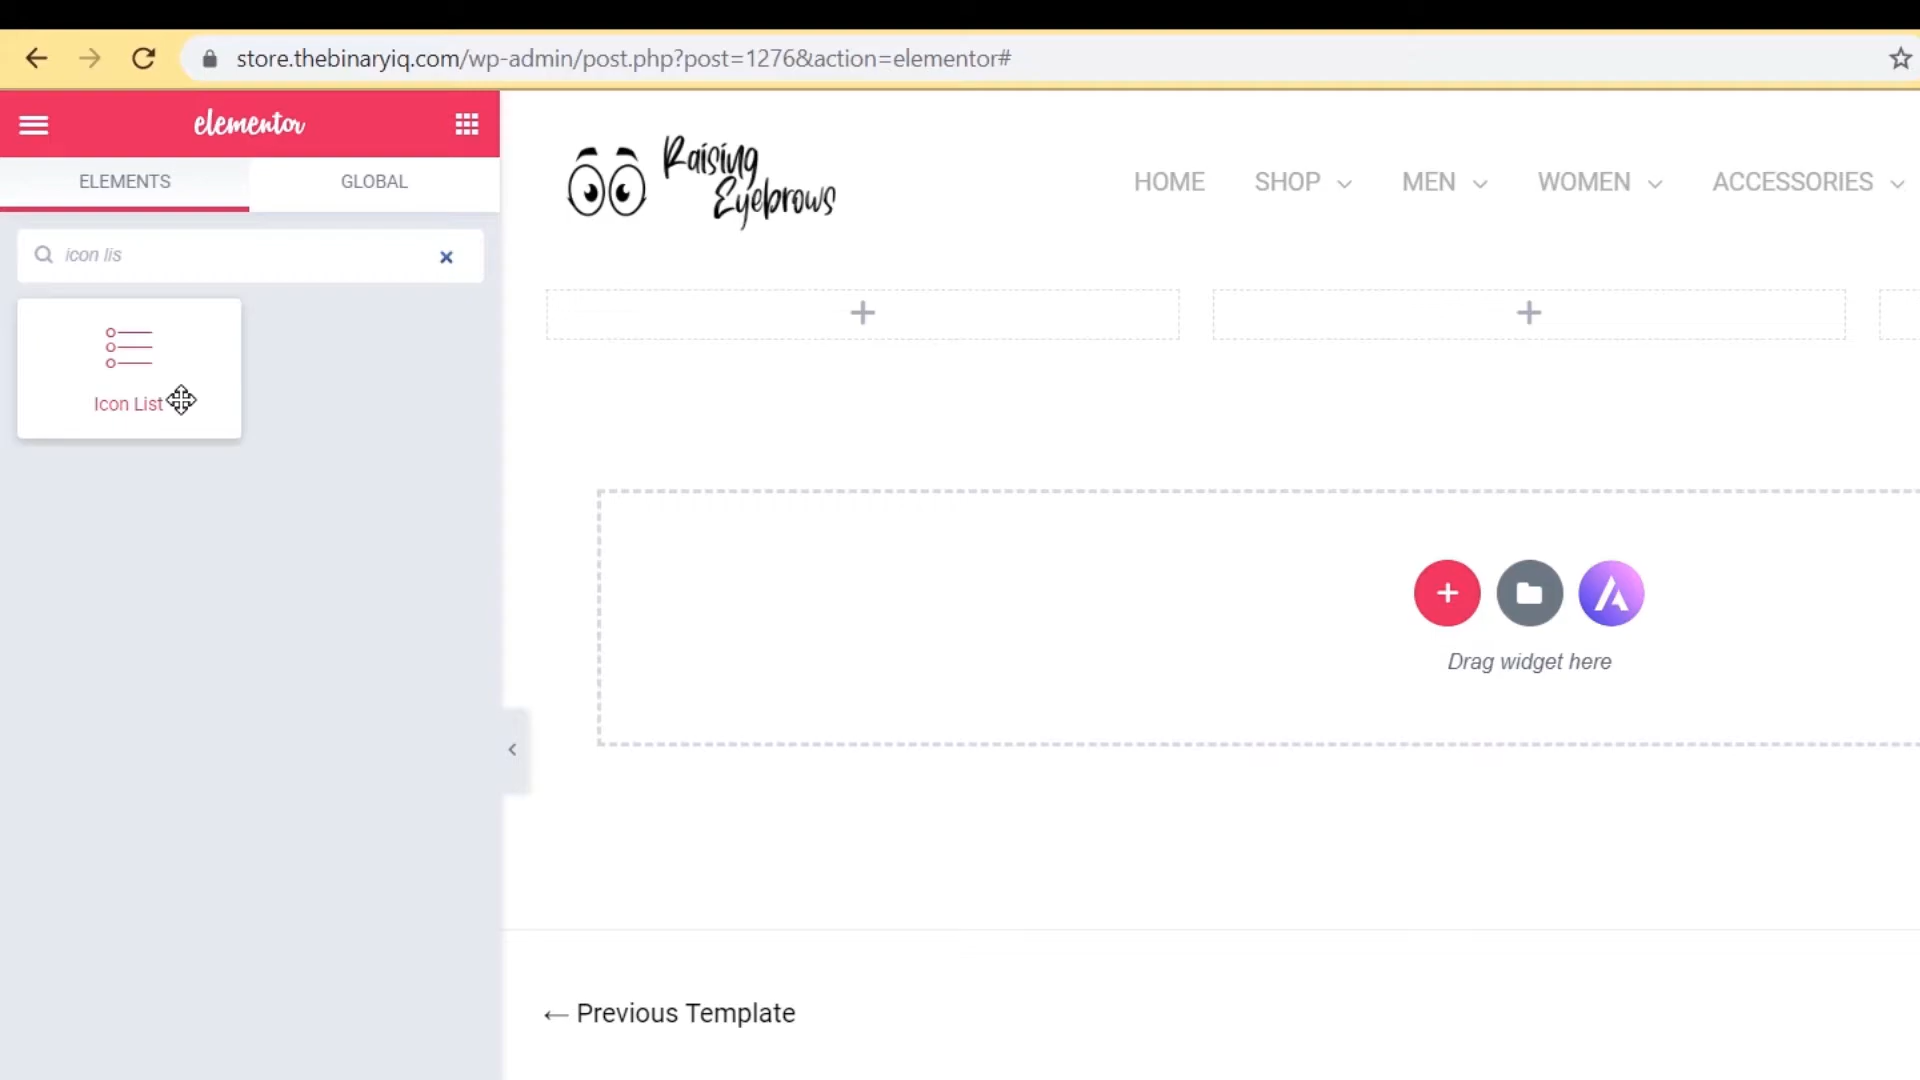 store.thebinaryiq.com/wp-admin/post.php?post=1276&action=elementor#
elementor
ELEMENTS
GLOBAL
icon lis
Icon List
Raising
Eyebrows
HOME
SHOP
MEN
WOMEN
ACCESSORIES
Drag widget here
← Previous Template